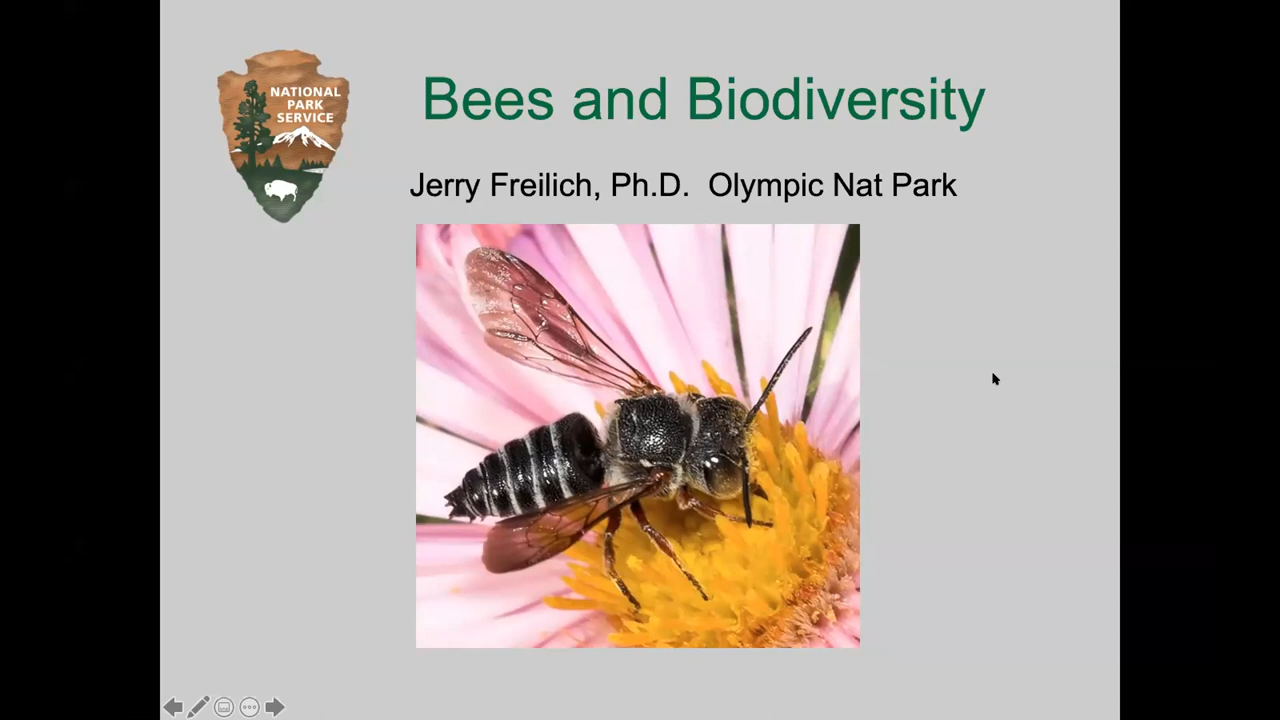 NATIONAL
PARK
SERVICE
Bees and Biodiversity
Jerry Freilich, Ph.D.  Olympic Nat Park